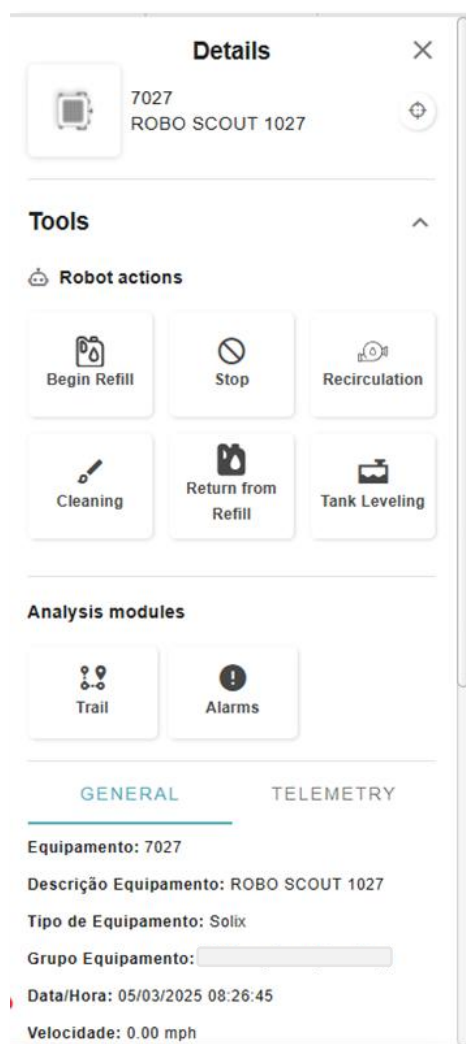 Details
7027
ROBO SCOUT 1027
Tools
Robot actions
Begin Refill
Stop
Recirculation
Cleaning
Return from
Refill
Tank Leveling
Analysis modules
Trail
Alarms
GENERAL
TELEMETRY
Equipamento: 7027
Descrição Equipamento: ROBO SCOUT 1027
Tipo de Equipamento: Solix
Grupo Equipamento:
Data/Hora: 05/03/2025 08:26:45
Velocidade: 0.00 mph